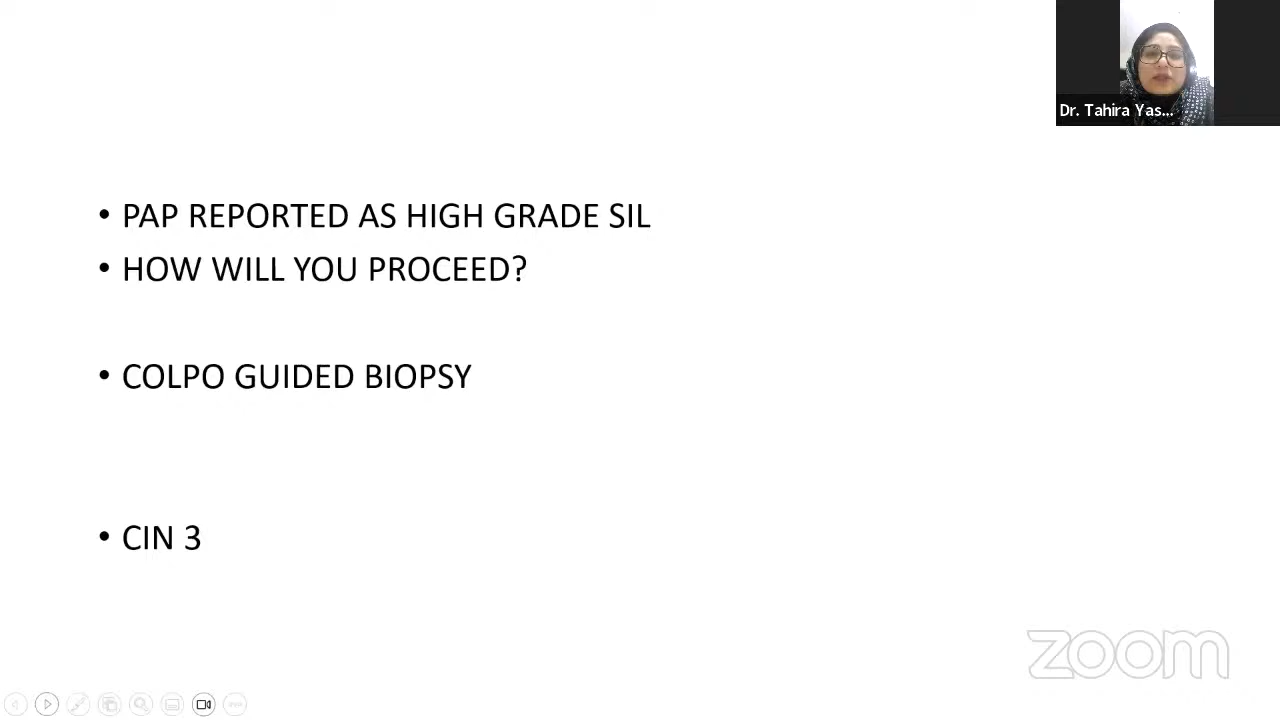 Dr. Tahira Yas...
• PAP REPORTED AS HIGH GRADE SIL
• HOW WILL YOU PROCEED?
• COLPO GUIDED BIOPSY
• CIN 3
zoom